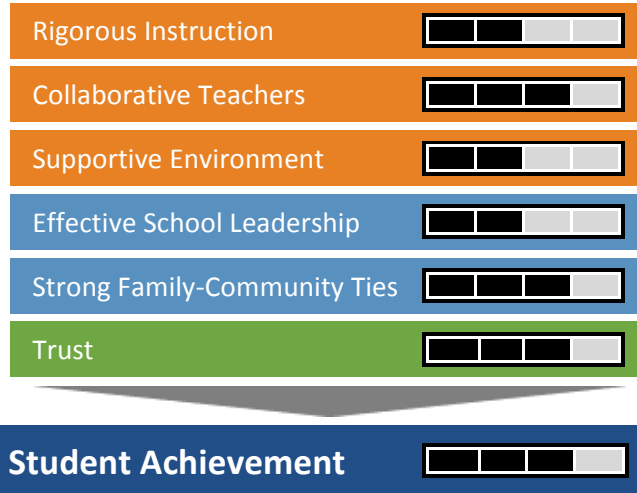 Rigorous Instruction
Collaborative Teachers
Supportive Environment
Effective School Leadership
Strong Family-Community Ties
Trust
Student Achievement